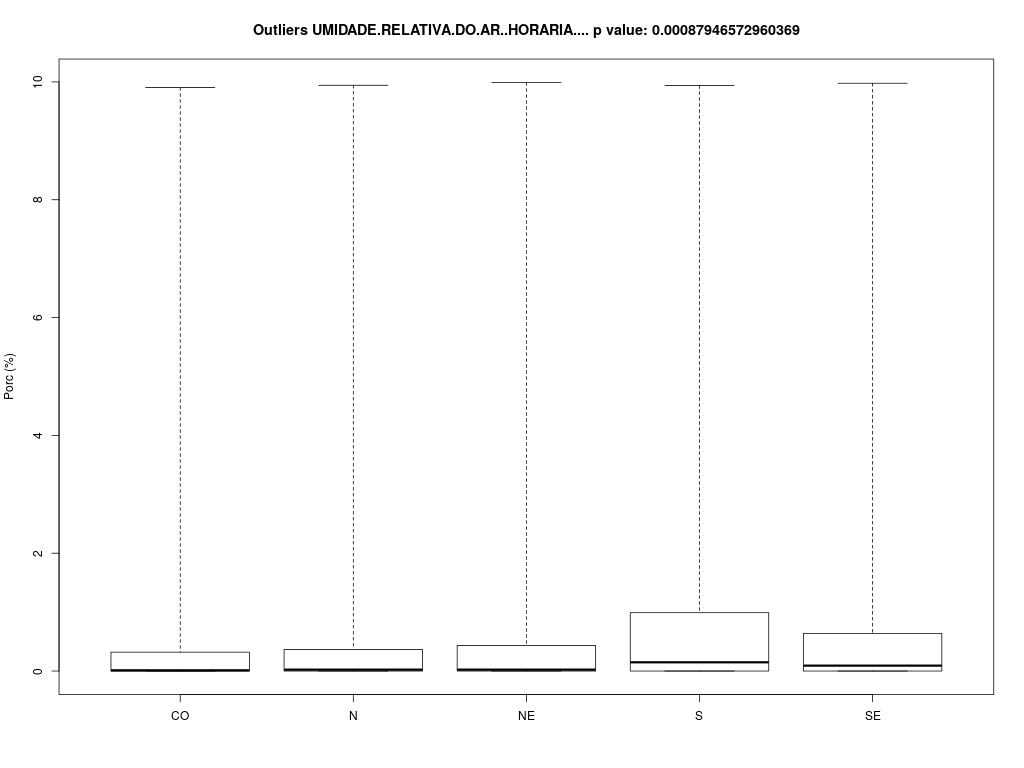 Outliers UMIDADE.RELATIVA.DO.AR..HORARIA.... p value: 0.00087946572960369
Porc (%)
10
8
6
4
2
0
CO N NE S SE